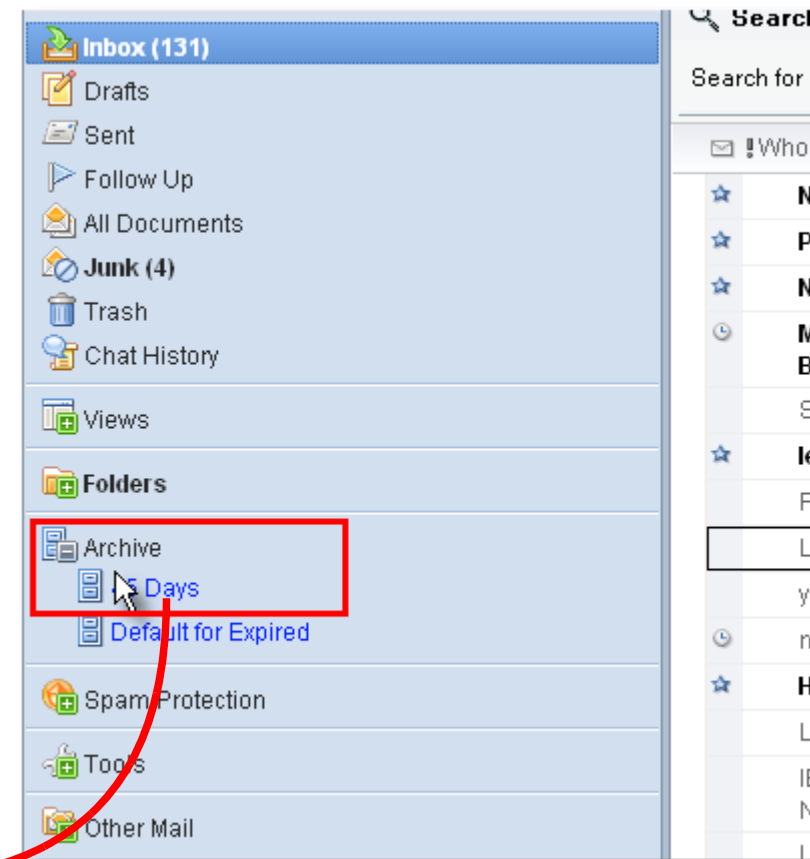 Inbox (131)
Drafts
Sent
Follow Up
All Documents
Junk (4)
Trash
Chat History
Views
Folders
Archive
Days
Default for Expired
Spam Protection
Tools
Other Mail
Search for
!Who
N
P
N
M
B
S
F
L
y
H
L